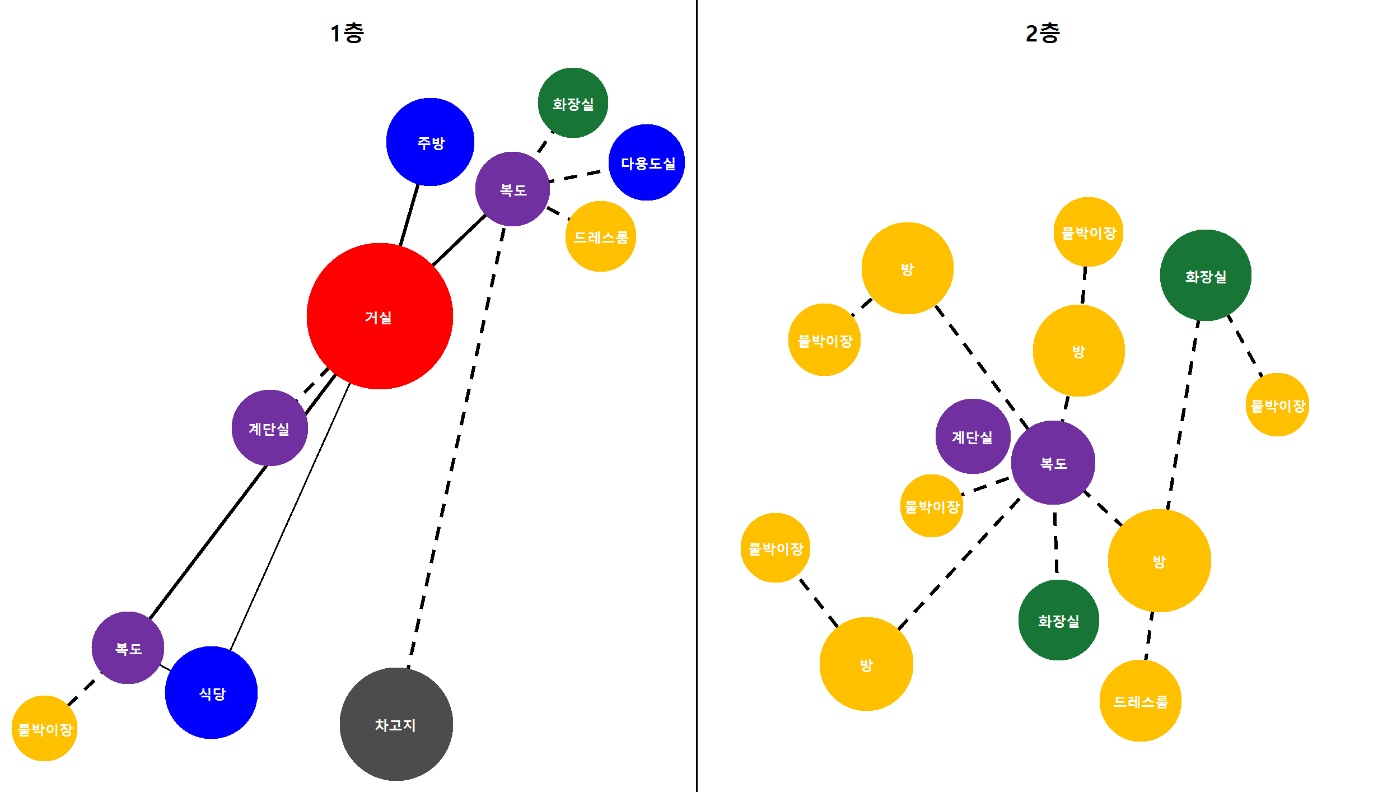 1층
화장실
주방
다용도실
복도
드레스룸
거실
계단실
복도
식당
차고지
붙박이장
2층
붙박이장
방
화장실
붙박이장
방
붙박이장
계단실
복도
붙박이장
붙박이장
방
화장실
방
드레스룸